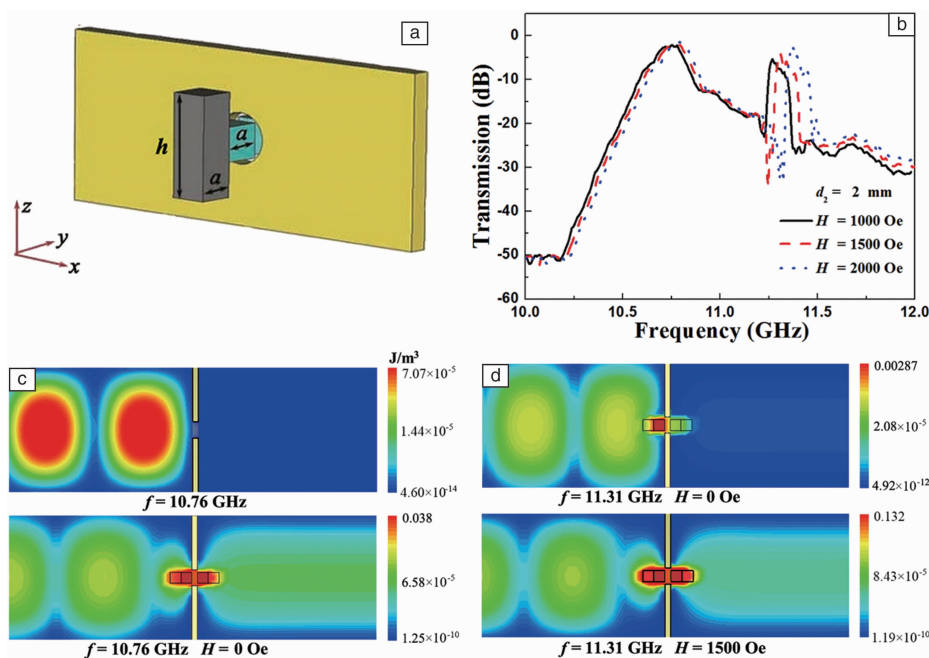 a
h
a
a
z
y
x
b
Transmission (dB)
0
-10
-20
-30
-40
-50
-60
d₂ = 2 mm
H = 1000 Oe
H = 1500 Oe
H = 2000 Oe
10.0 10.5 11.0 11.5 12.0
Frequency (GHz)
c
J/m³
7.07×10⁻⁵
1.44×10⁻⁵
4.60×10⁻¹⁴
f = 10.76 GHz
0.038
6.58×10⁻⁵
1.25×10⁻¹⁰
f = 10.76 GHz H = 0 Oe
d
0.00287
2.08×10⁻⁵
4.92×10⁻¹²
f = 11.31 GHz H = 0 Oe
0.132
8.43×10⁻⁵
1.19×10⁻¹⁰
f = 11.31 GHz H = 1500 Oe